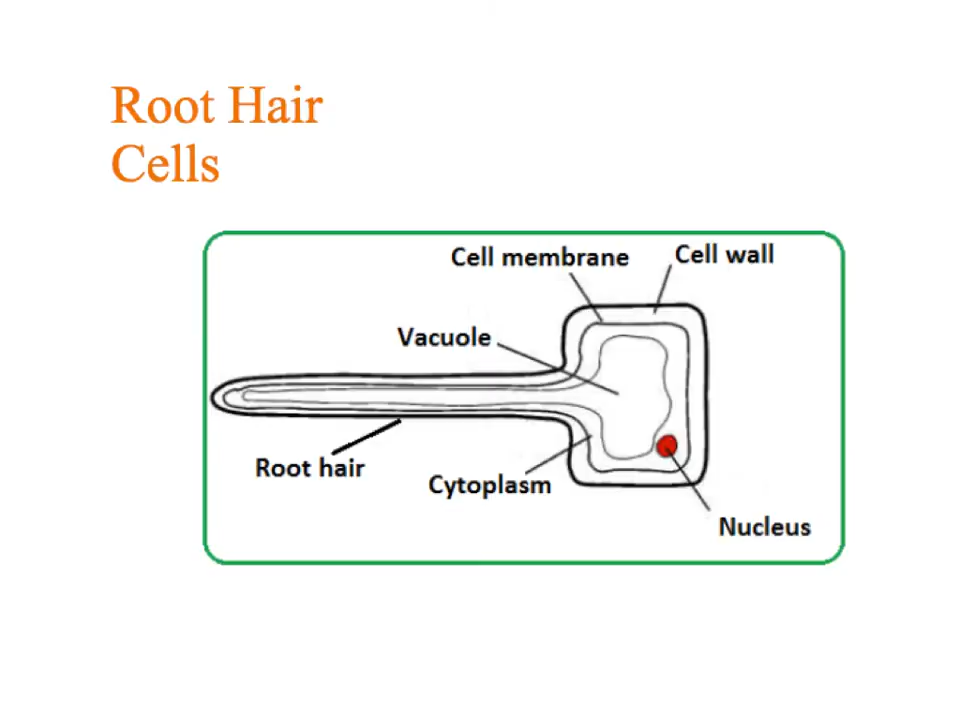 Root Hair
Cells
Cell membrane
Cell wall
Vacuole
Root hair
Cytoplasm
Nucleus